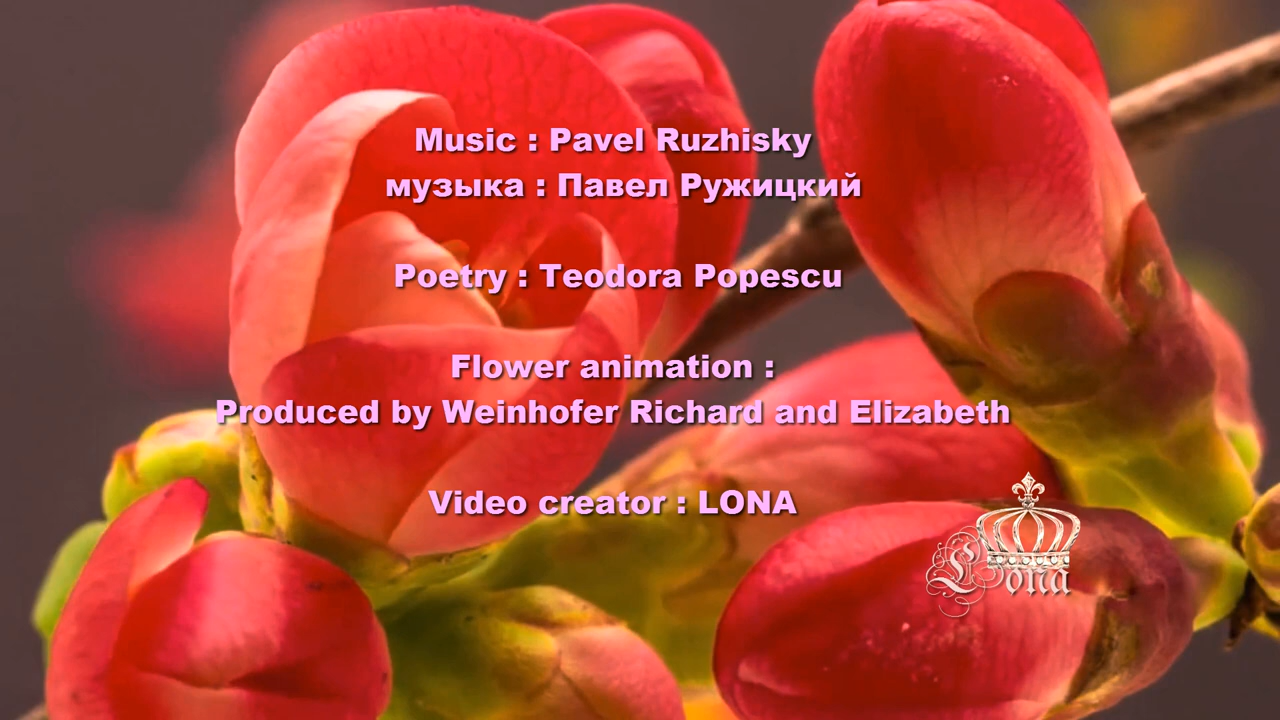 Music : Pavel Ruzhisky
музыка : Павел Ружицкий
Poetry : Teodora Popescu
Flower animation :
Produced by Weinhofer Richard and Elizabeth
Video creator : LONA
Lona